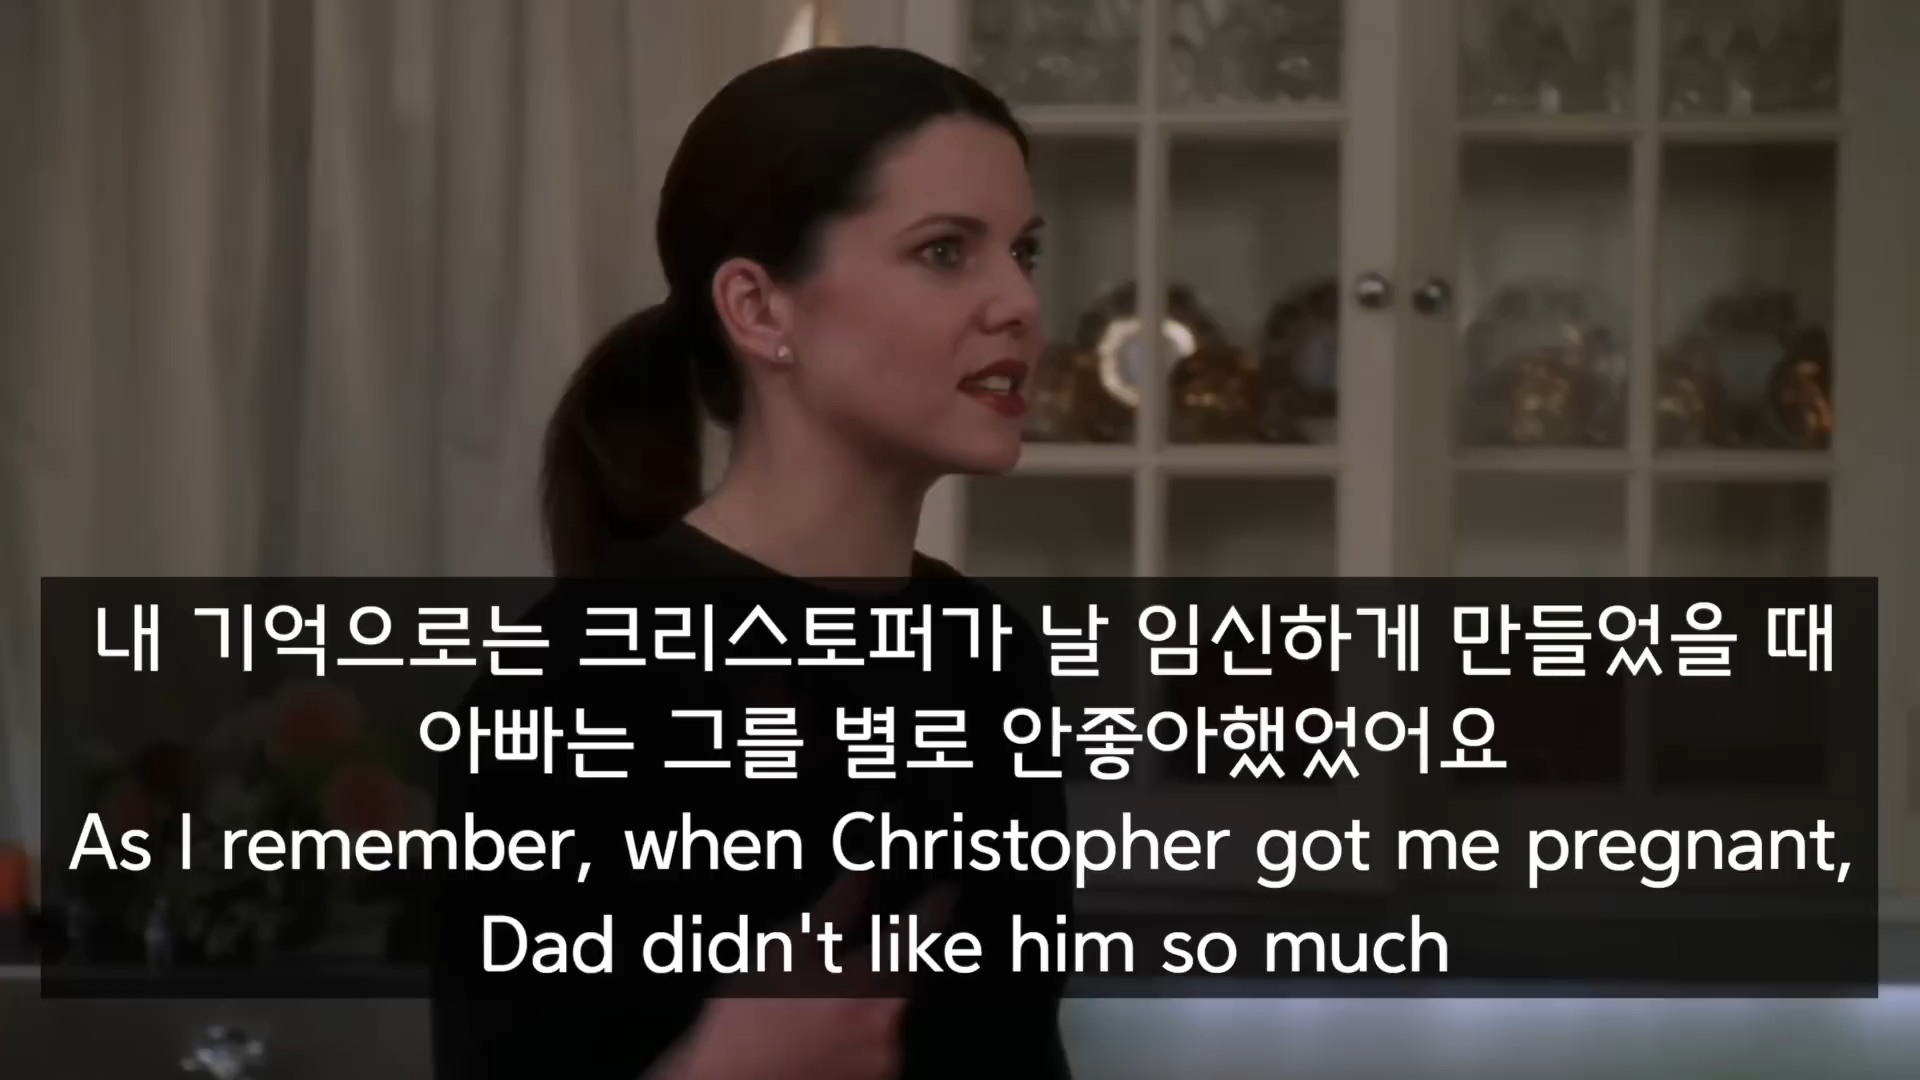 내 기억으로는 크리스토퍼가 날 임신하게 만들었을 때
아빠는 그를 별로 안좋아했었어요
As I remember, when Christopher got me pregnant,
Dad didn't like him so much